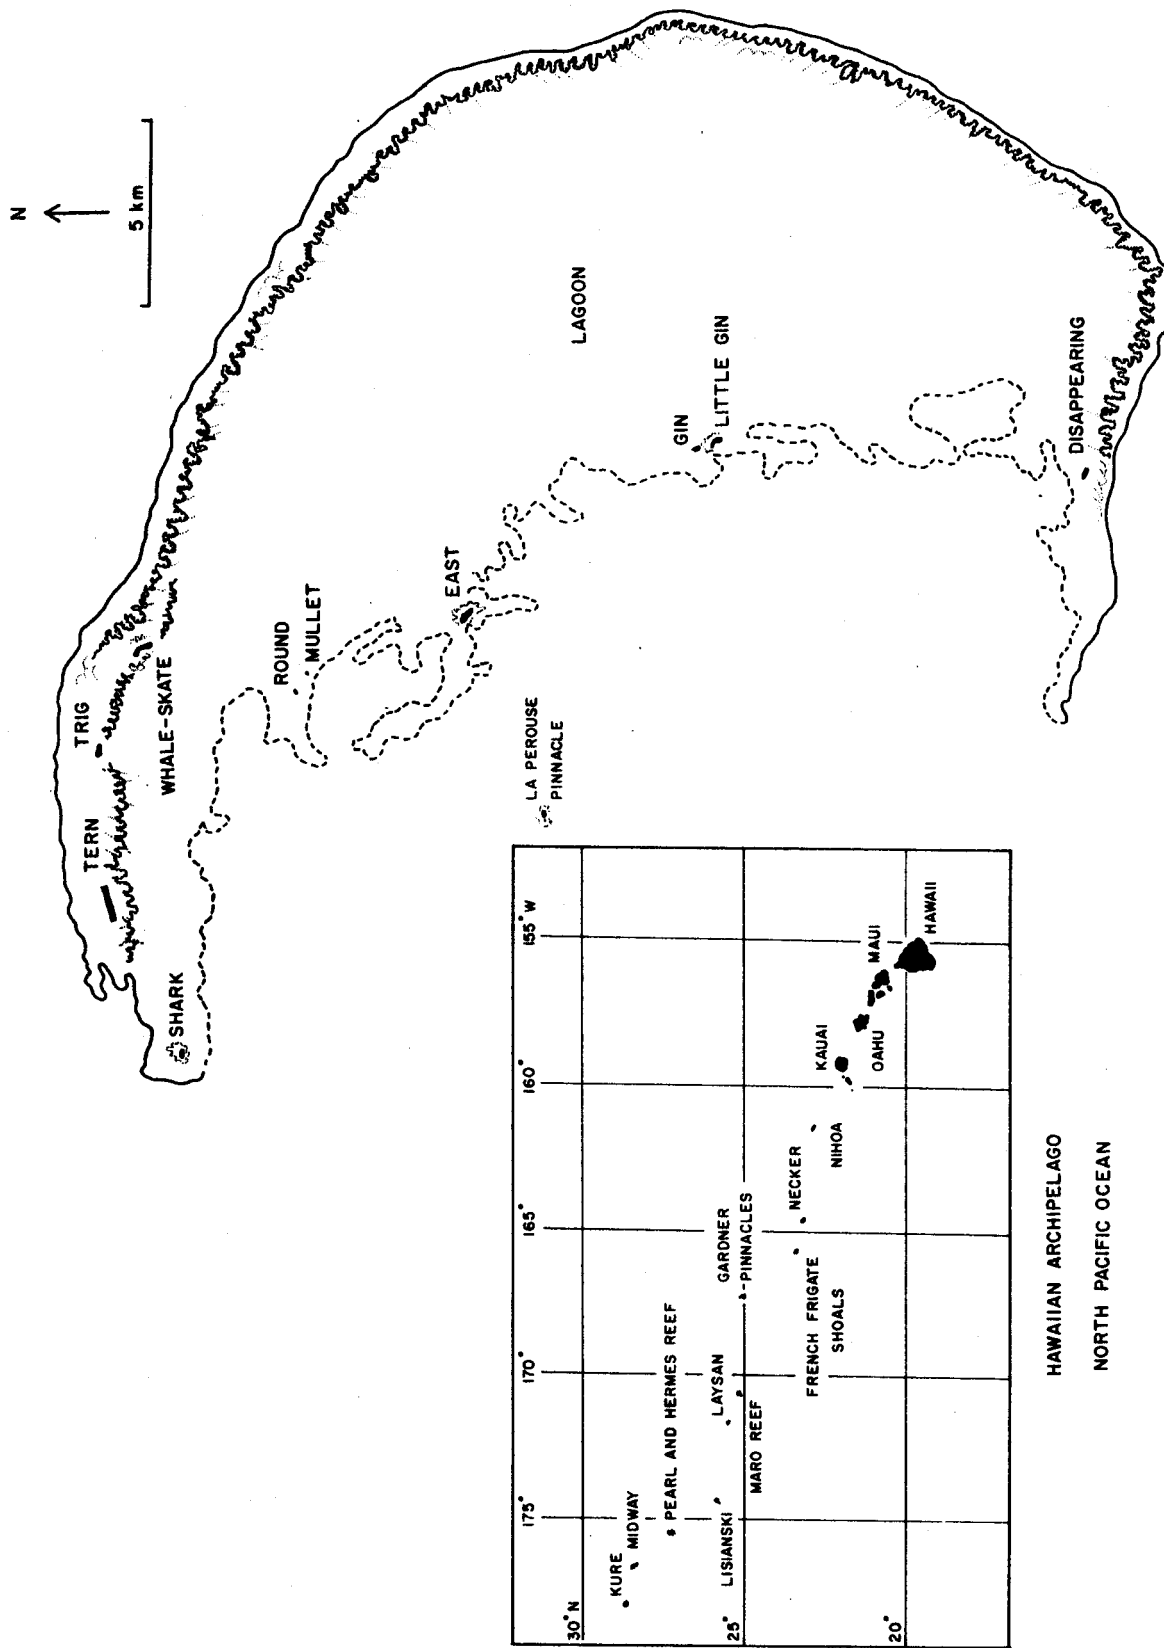 N
5 km
TERN
TRIG
SHARK
WHALE-SKATE
ROUND
MULLET
EAST
LAGOON
LA PEROUSE
PINNACLE
GIN
LITTLE GIN
DISAPPEARING
175°
170°
165°
160°
155° W
30° N
25°
20°
KURE
MIDWAY
PEARL AND HERMES REEF
LISIANSKI
LAYSAN
MARO REEF
GARDNER
PINNACLES
FRENCH FRIGATE
SHOALS
NECKER
NIHOA
KAUAI
OAHU
MAUI
HAWAII
HAWAIIAN ARCHIPELAGO
NORTH PACIFIC OCEAN